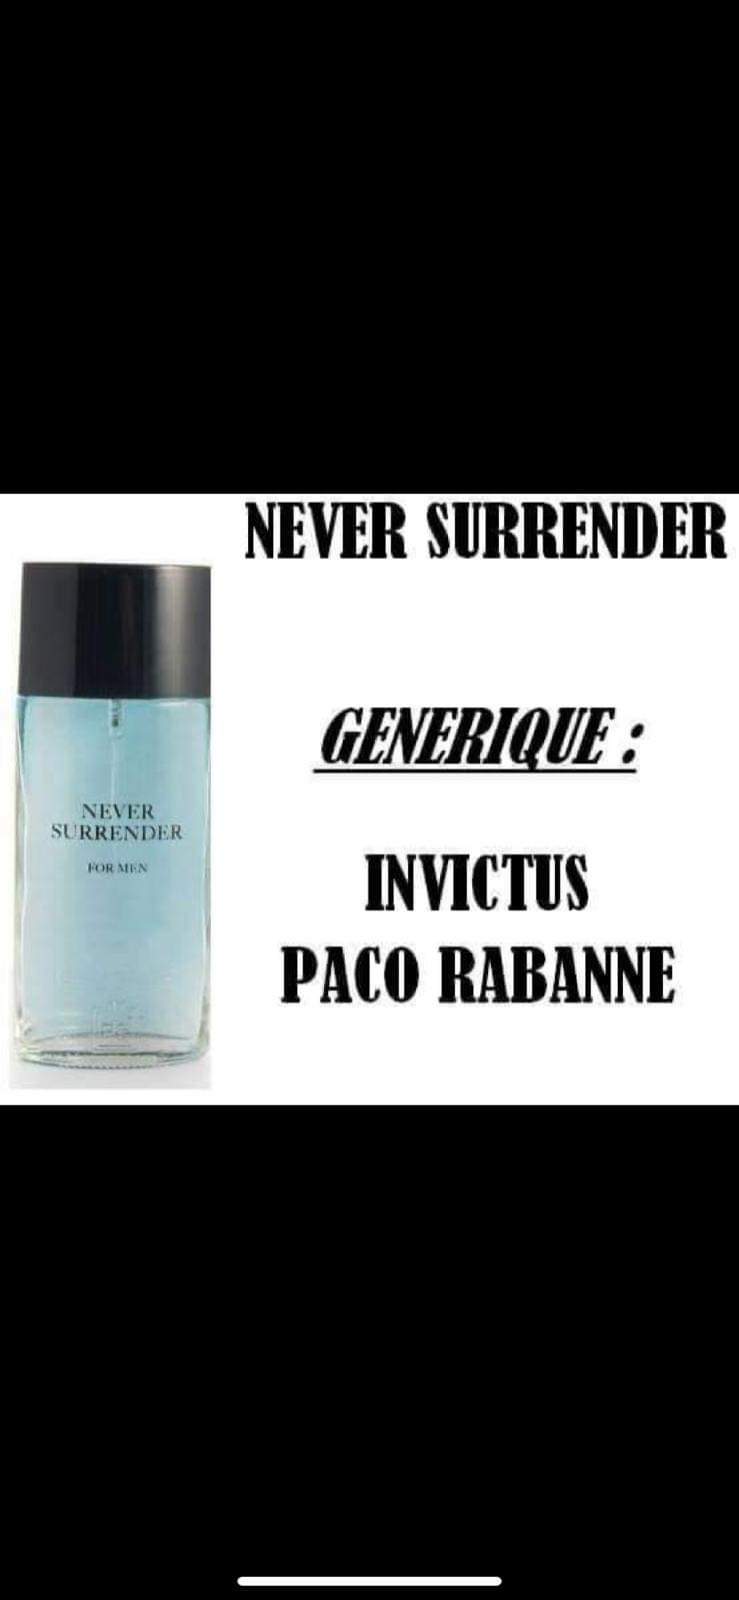 NEVER SURRENDER
GENERIQUE :
INVICTUS
PACO RABANNE
NEVER
SURRENDER
FOR MEN